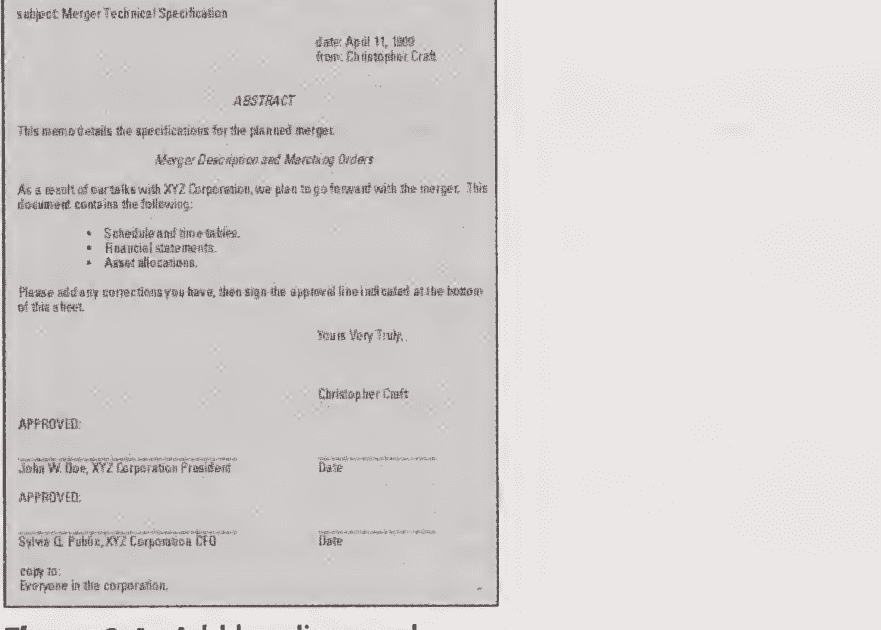 subject: Merger Technical Specification
date: April 11, 1999
from: Christopher Craft
ABSTRACT
This memo details the specifications for the planned merger.
Merger Description and Marching Orders
As a result of our talks with XYZ Corporation, we plan to go forward with the merger. This
document contains the following:
• Schedule and time tables.
• Financial statements.
• Asset allocations.
Please add any corrections you have, then sign the approval line indicated at the bottom
of this sheet.
Yours Very Truly,
Christopher Craft
APPROVED:
John W. Doe, XYZ Corporation President
Date
APPROVED:
Sylvia Q. Public, XYZ Corporation CFO
Date
copy to:
Everyone in the corporation.